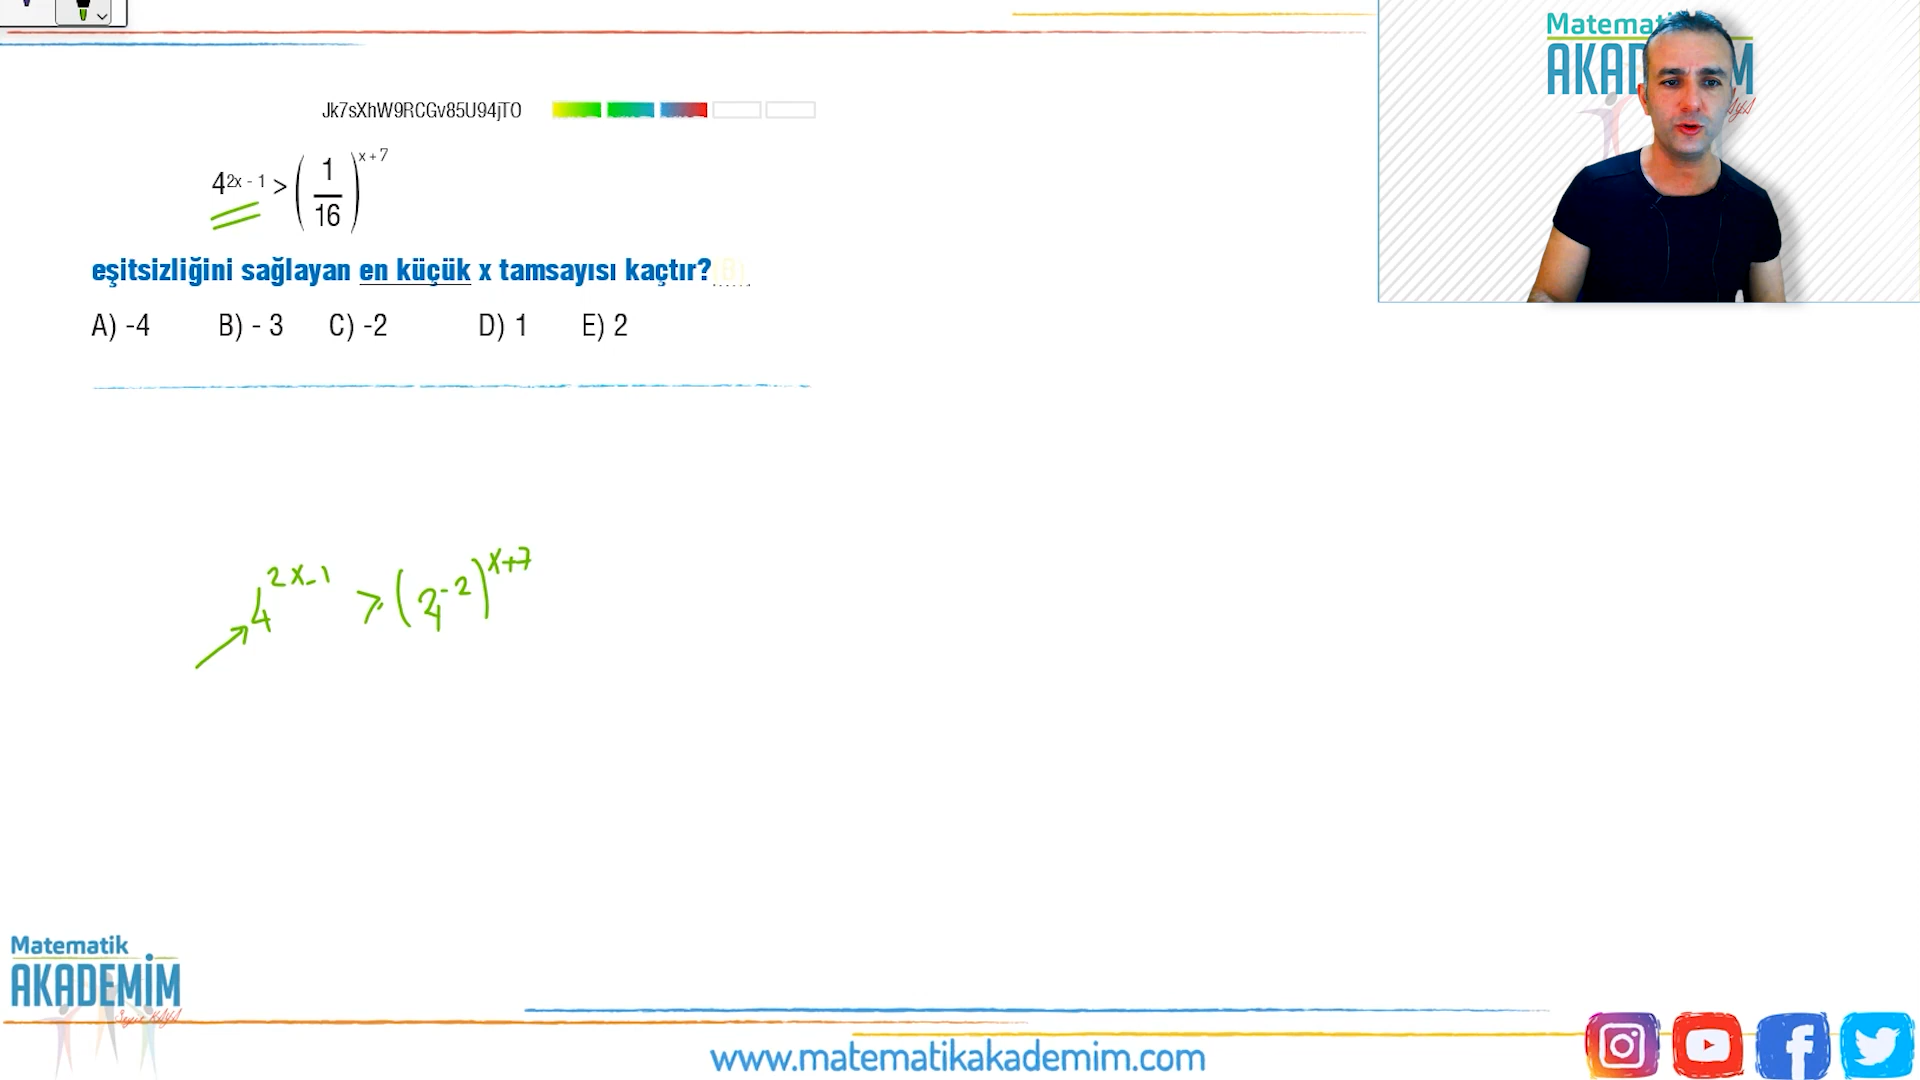 Matematik
AKADEMİM
Jk7sXhW9RCGv85U94jTO
4^{2x - 1} > (1/16)^{x + 7}
eşitsizliğini sağlayan en küçük x tamsayısı kaçtır?
A) -4 B) - 3 C) -2 D) 1 E) 2
4^{2x-1} > (4^{-2})^{x+7}
Matematik
AKADEMİM
www.matematikakademim.com